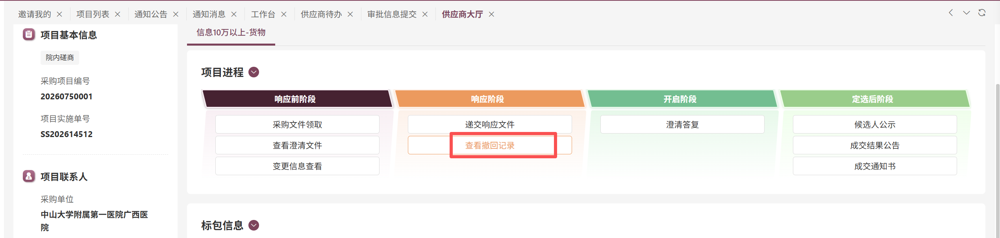 邀请我的 项目列表 通知公告 通知消息 工作台 供应商待办 审批信息提交 供应商大厅
项目基本信息
院内磋商
采购项目编号
20260750001
项目实施单号
SS202614512
项目联系人
采购单位
中山大学附属第一医院广西医
院
信息10万以上-货物
项目进程
响应前阶段 响应阶段 开启阶段 定选后阶段
采购文件领取 递交响应文件 澄清答复 候选人公示
查看澄清文件 查看撤回记录 成交结果公告
变更信息查看 成交通知书
标包信息